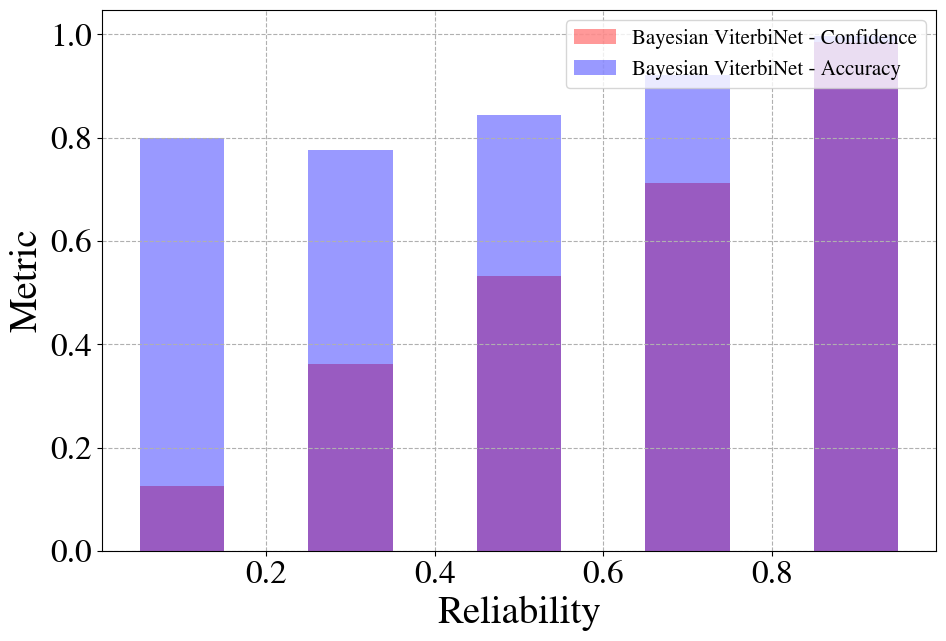 1.0
0.8
0.6
0.4
0.2
0.0
Metric
Bayesian ViterbiNet - Confidence
Bayesian ViterbiNet - Accuracy
0.2 0.4 0.6 0.8
Reliability